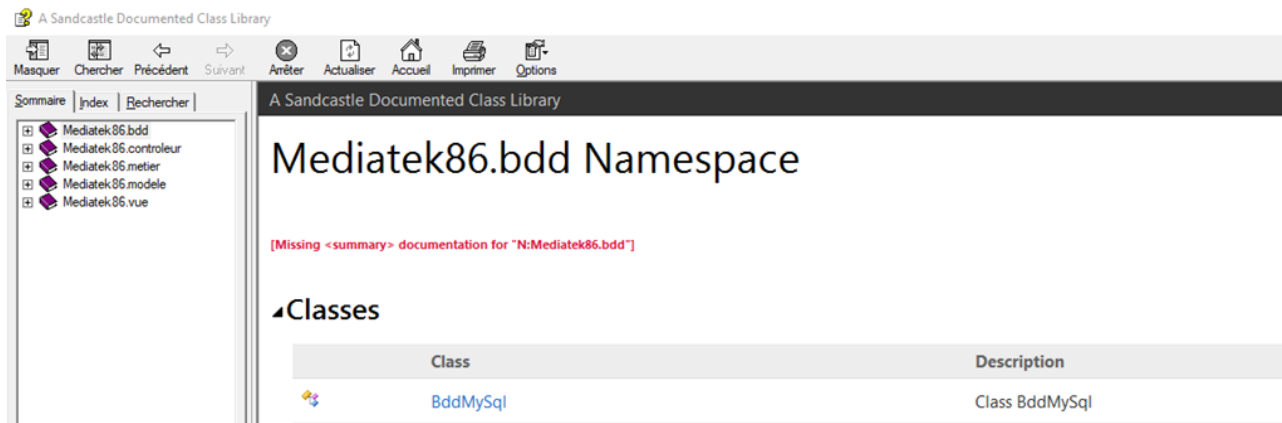 A Sandcastle Documented Class Library
Masquer Chercher Précédent Suivant Arrêter Actualiser Accueil Imprimer Options
Sommaire Index Rechercher
Mediatek86.bdd
Mediatek86.controleur
Mediatek86.metier
Mediatek86.modele
Mediatek86.vue
A Sandcastle Documented Class Library
Mediatek86.bdd Namespace
[Missing <summary> documentation for "N:Mediatek86.bdd"]
Classes
Class Description
BddMySql Class BddMySql